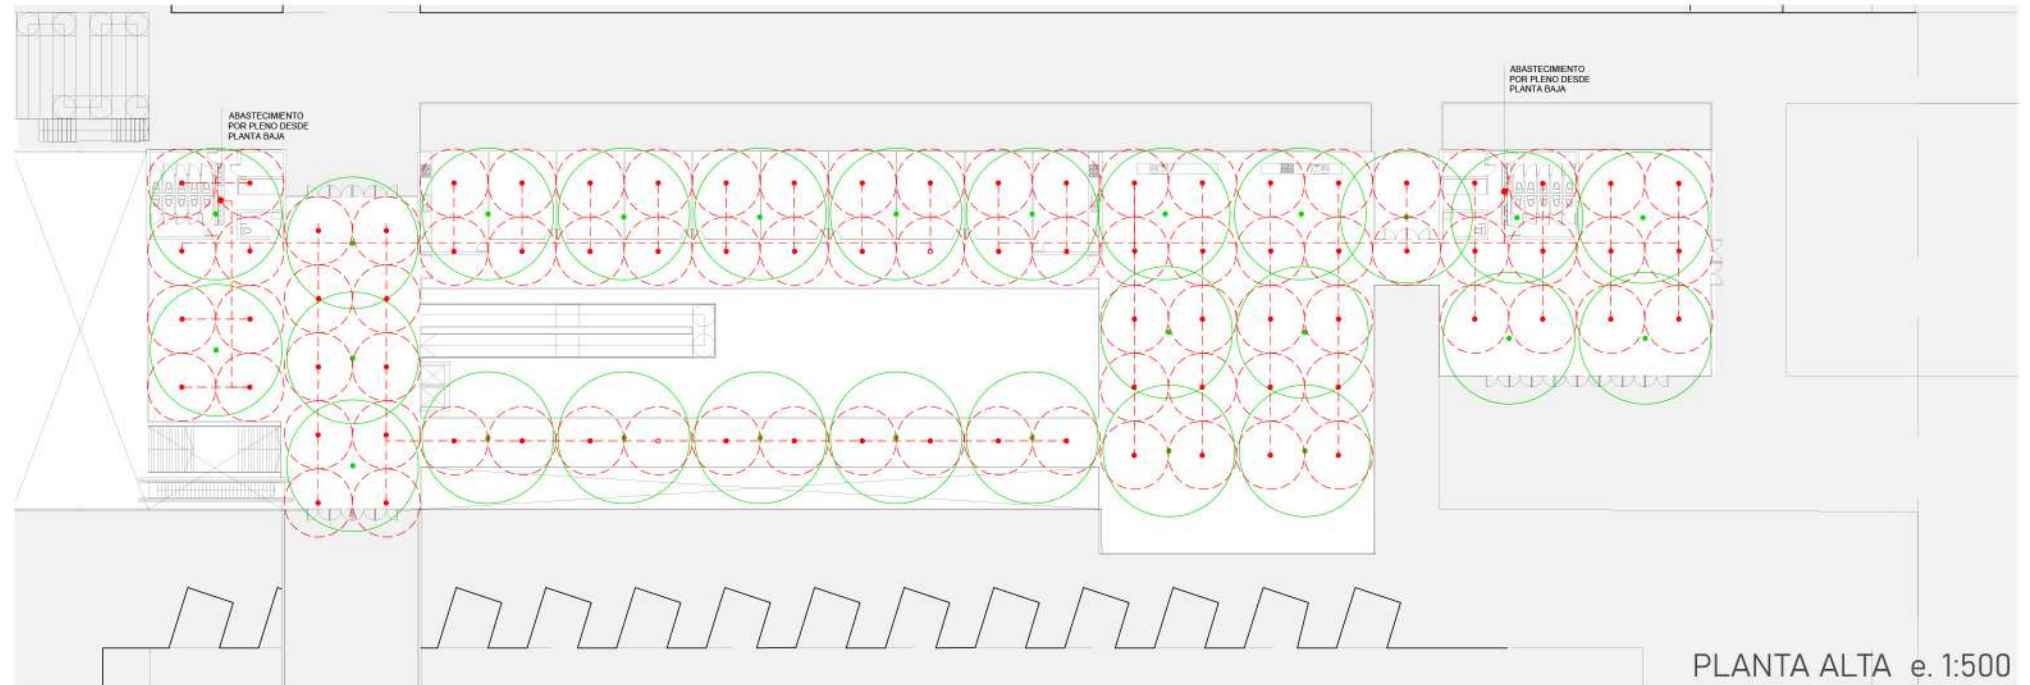 ABASTECIMIENTO
POR PLENO DESDE
PLANTA BAJA
ABASTECIMIENTO
POR PLENO DESDE
PLANTA BAJA
PLANTA ALTA e. 1:500